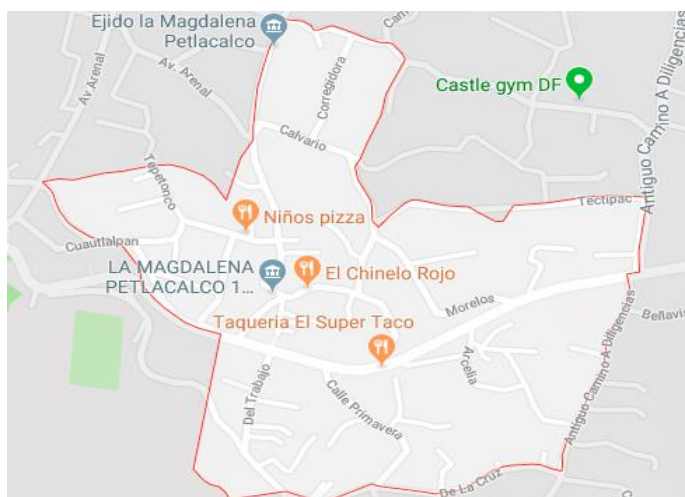 Ejido la Magdalena
Petlacalco
Av. Arenal
Av. Arenal
Corregidora
Castle gym DF
Calvario
Antiguo Camino A Diligencias
Tepetonco
Tectipac
Niños pizza
Cuautlalpan
LA MAGDALENA
PETLACALCO 1...
El Chinelo Rojo
Morelos
Taqueria El Super Taco
Arcelia
Antiguo Camino A Diligencias
Del Trabajo
Calle Primavera
De La Cruz